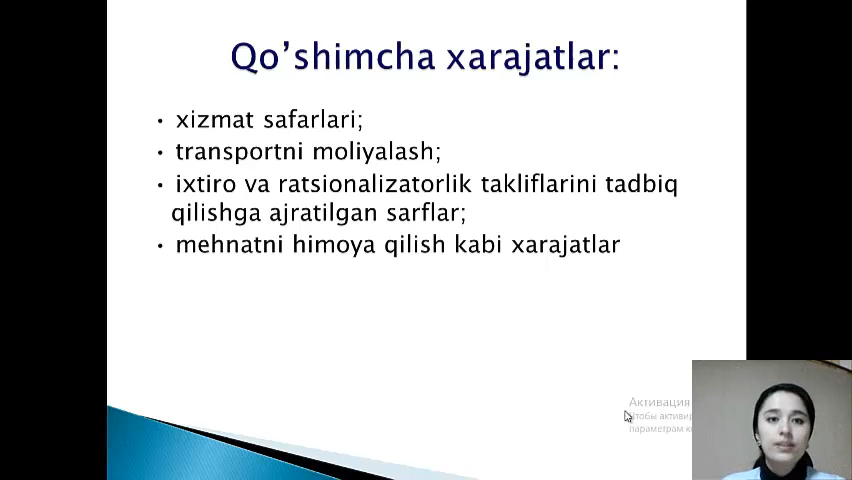 Qo’shimcha xarajatlar:
• xizmat safarlari;
• transportni moliyalash;
• ixtiro va ratsionalizatorlik takliflarini tadbiq
qilishga ajratilgan sarflar;
• mehnatni himoya qilish kabi xarajatlar
Активация
Чтобы активир
параметрам к